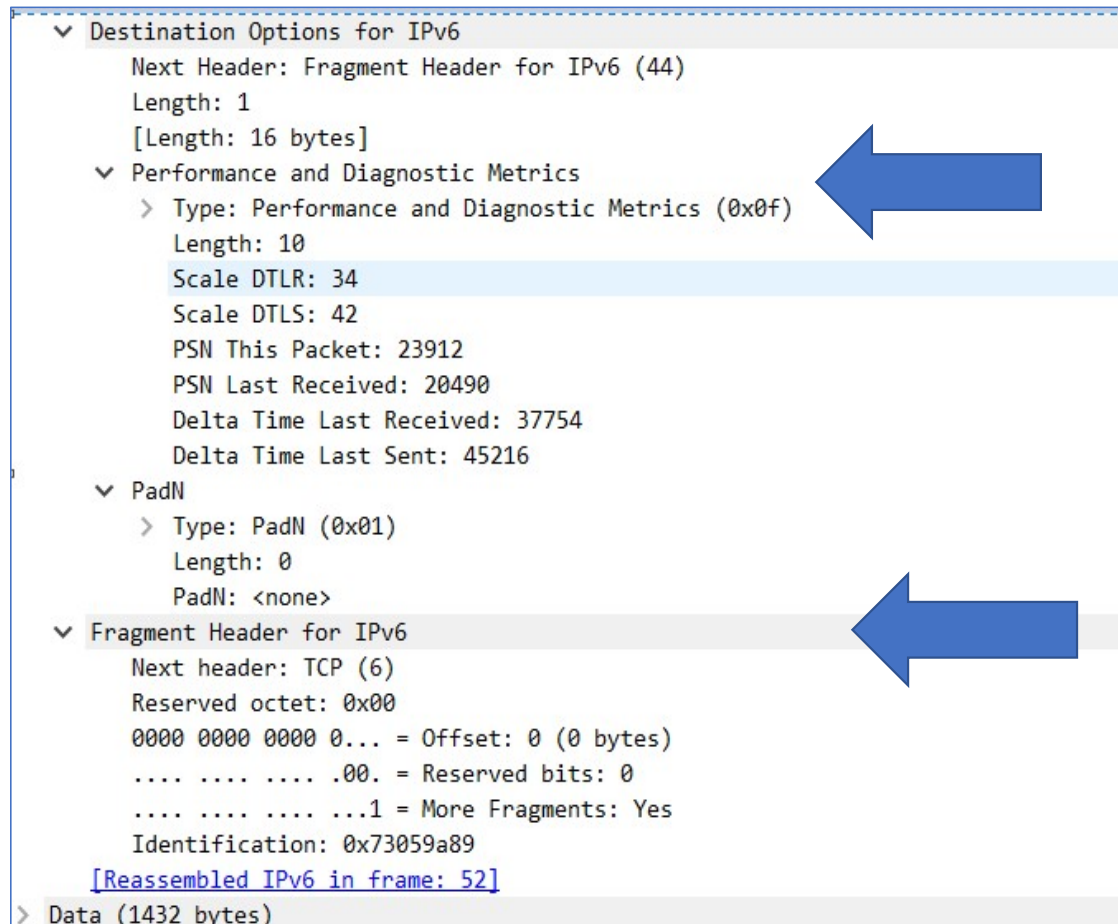 Destination Options for IPv6
Next Header: Fragment Header for IPv6 (44)
Length: 1
[Length: 16 bytes]
Performance and Diagnostic Metrics
Type: Performance and Diagnostic Metrics (0x0f)
Length: 10
Scale DTLR: 34
Scale DTLS: 42
PSN This Packet: 23912
PSN Last Received: 20490
Delta Time Last Received: 37754
Delta Time Last Sent: 45216
PadN
Type: PadN (0x01)
Length: 0
PadN: <none>
Fragment Header for IPv6
Next header: TCP (6)
Reserved octet: 0x00
0000 0000 0000 0... = Offset: 0 (0 bytes)
.... .... .... .00. = Reserved bits: 0
.... .... .... ...1 = More Fragments: Yes
Identification: 0x73059a89
[Reassembled IPv6 in frame: 52]
Data (1432 bytes)